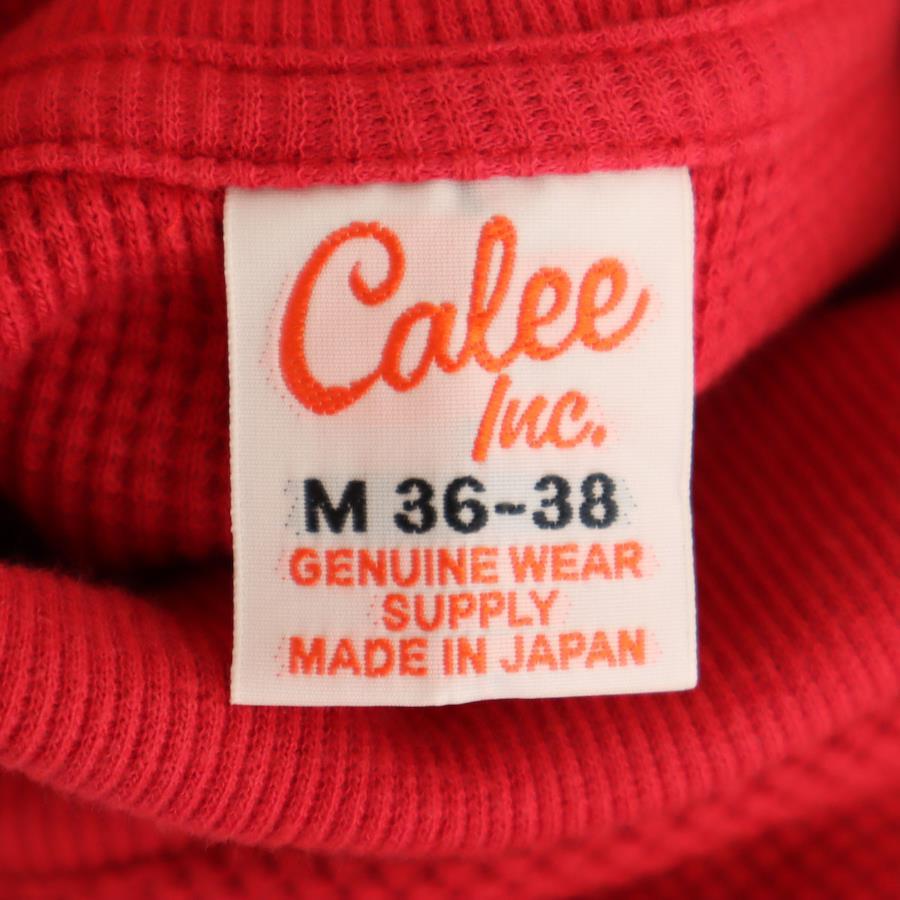 Calee
Inc.
M 36~38
GENUINE WEAR
SUPPLY
MADE IN JAPAN